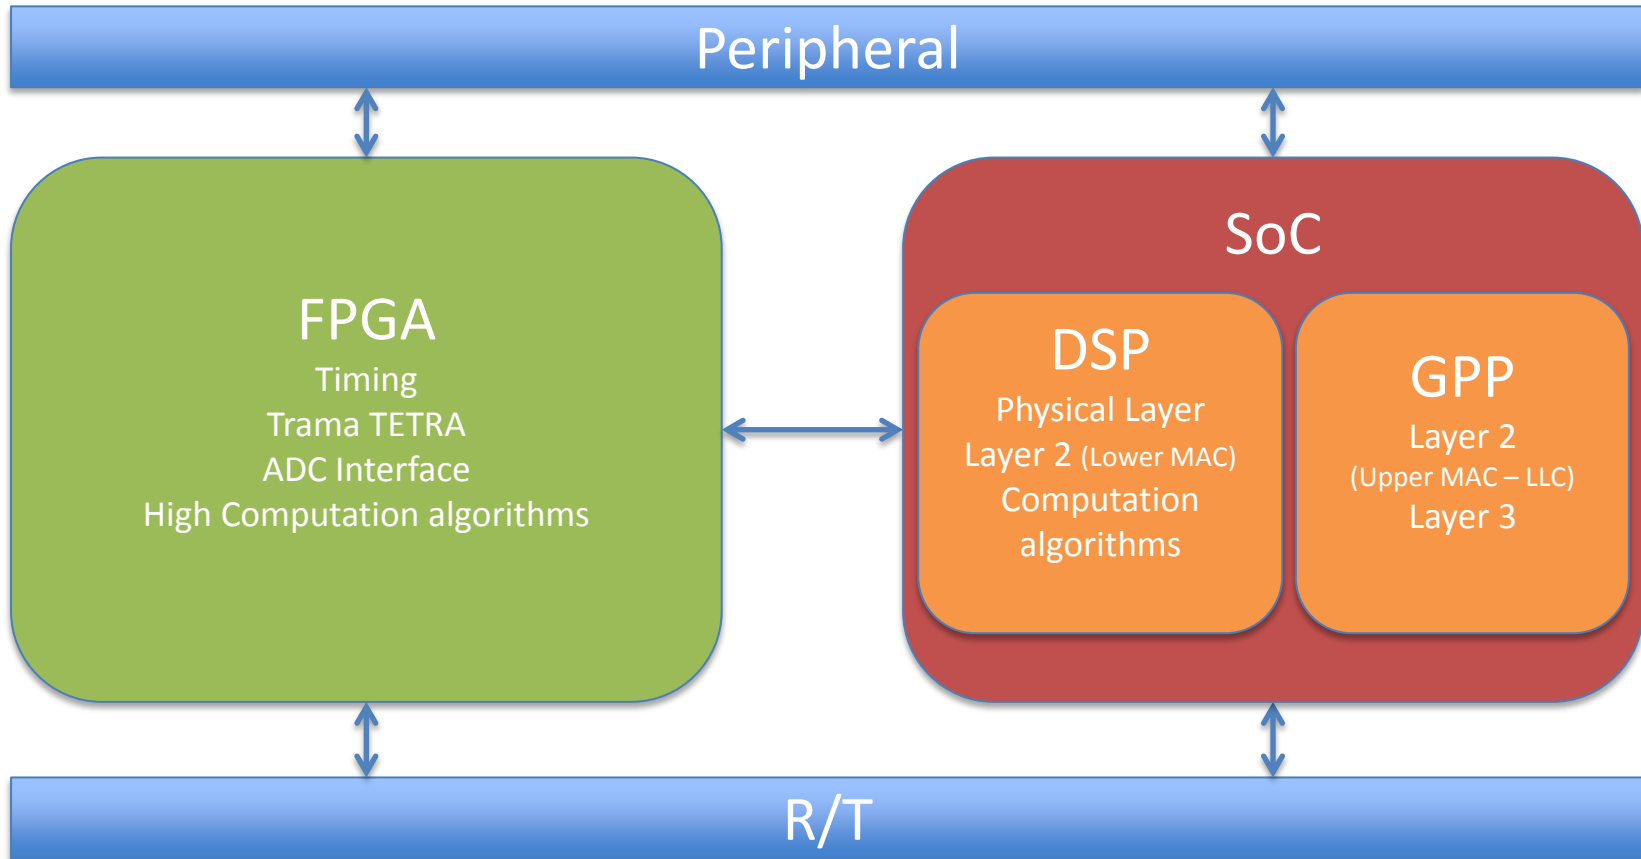 Peripheral
FPGA
Timing
Trama TETRA
ADC Interface
High Computation algorithms
SoC
DSP
Physical Layer
Layer 2 (Lower MAC)
Computation
algorithms
GPP
Layer 2
(Upper MAC – LLC)
Layer 3
R/T